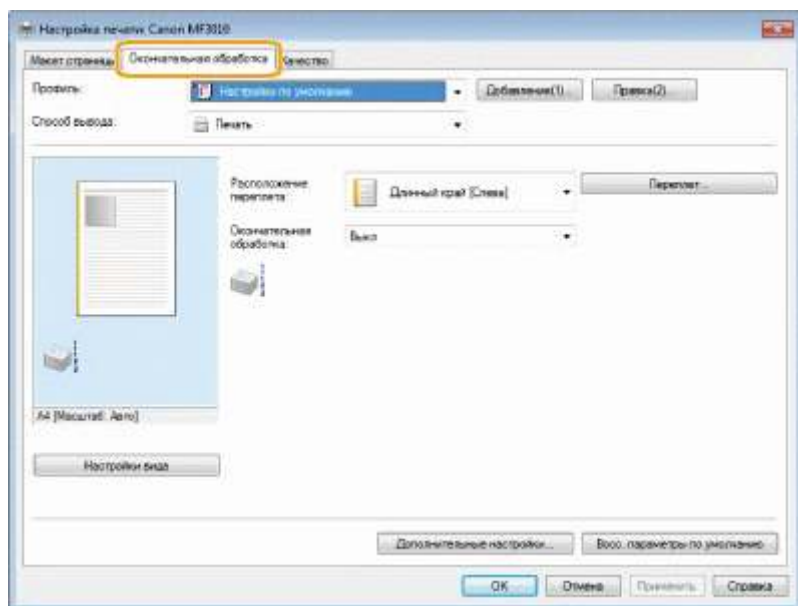 Настройка печати: Canon MF3010
Макет страницы Окончательная обработка Качество
Профиль: Настройки по умолчанию Добавление(1)... Правка(2)...
Способ вывода: Печать
Расположение переплета: Длинный край [Слева] Переплет...
Окончательная обработка: Выкл
A4 [Масштаб: Авто]
Настройки вида
Дополнительные настройки... Восс. параметры по умолчанию
OK Отмена Применить Справка